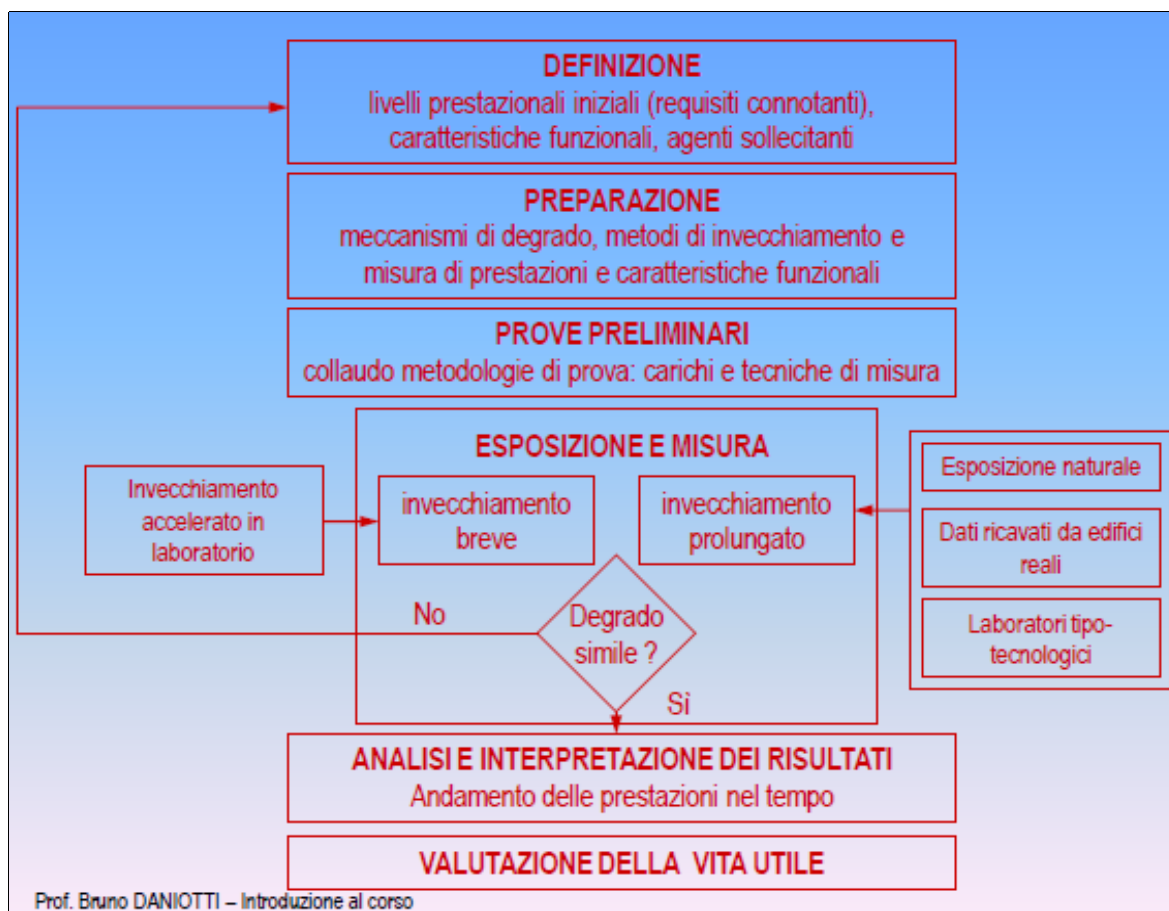 DEFINIZIONE
livelli prestazionali iniziali (requisiti connotanti),
caratteristiche funzionali, agenti sollecitanti
PREPARAZIONE
meccanismi di degrado, metodi di invecchiamento e
misura di prestazioni e caratteristiche funzionali
PROVE PRELIMINARI
collaudo metodologie di prova: carichi e tecniche di misura
ESPOSIZIONE E MISURA
Invecchiamento
accelerato in
laboratorio
invecchiamento
breve
invecchiamento
prolungato
Esposizione naturale
Dati ricavati da edifici
reali
Laboratori tipo-
tecnologici
No
Degrado
simile ?
Sì
ANALISI E INTERPRETAZIONE DEI RISULTATI
Andamento delle prestazioni nel tempo
VALUTAZIONE DELLA VITA UTILE
Prof. Bruno DANIOTTI – Introduzione al corso